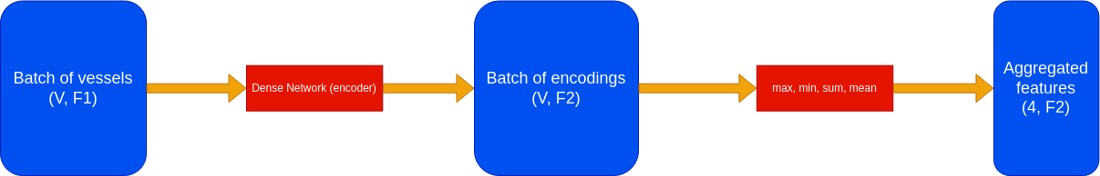 Batch of vessels
(V, F1)
Dense Network (encoder)
Batch of encodings
(V, F2)
max, min, sum, mean
Aggregated
features
(4, F2)